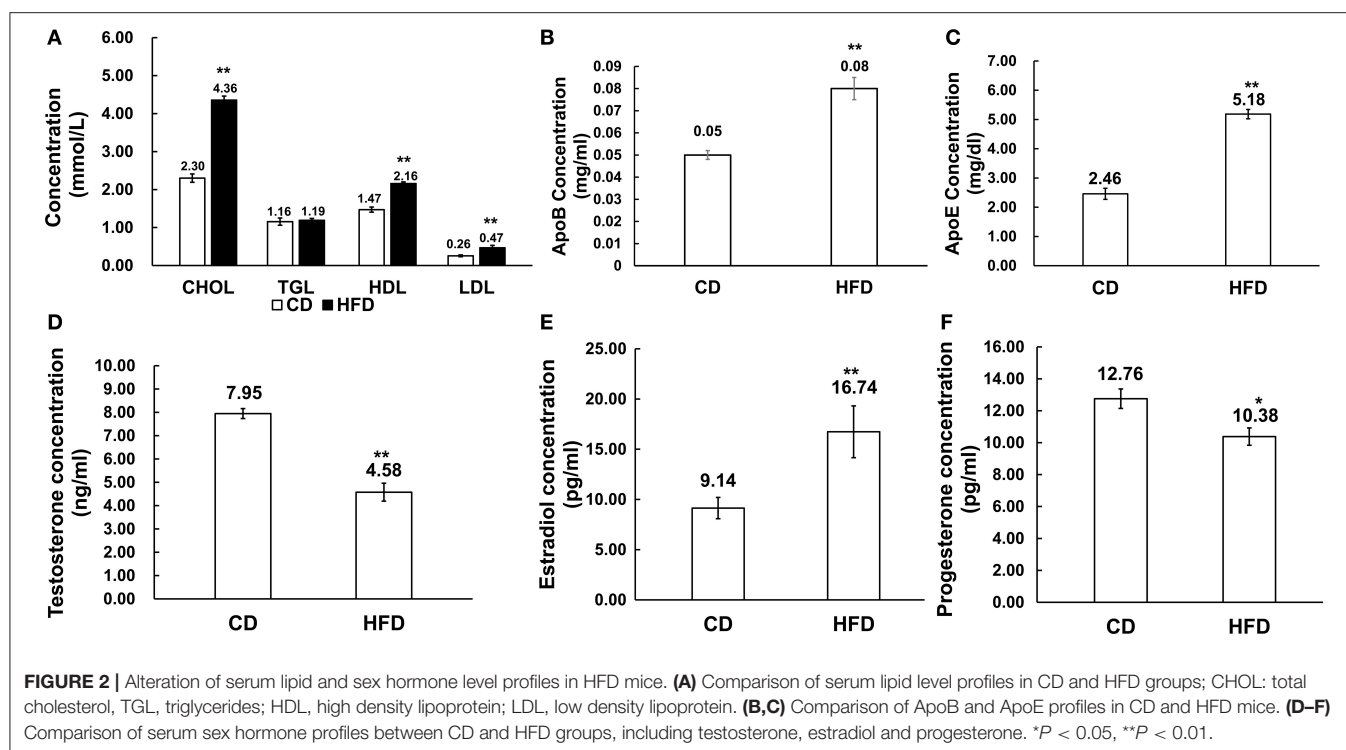 A
Concentration
(mmol/L)
6.00
5.00
4.00
3.00
2.00
1.00
0.00
2.30
**
4.36
1.16
1.19
1.47
**
2.16
0.26
**
0.47
CHOL TGL HDL LDL
CD HFD
B
ApoB Concentration
(mg/ml)
0.09
0.08
0.07
0.06
0.05
0.04
0.03
0.02
0.01
0
0.05
**
0.08
CD HFD
C
ApoE Concentration
(mg/dl)
7.00
6.00
5.00
4.00
3.00
2.00
1.00
0.00
2.46
**
5.18
CD HFD
D
Testosterone concentration
(ng/ml)
10.00
9.00
8.00
7.00
6.00
5.00
4.00
3.00
2.00
1.00
0.00
7.95
**
4.58
CD HFD
E
Estradiol concentration
(pg/ml)
25.00
20.00
15.00
10.00
5.00
0.00
9.14
**
16.74
CD HFD
F
Progesterone concentration
(pg/ml)
16.00
14.00
12.00
10.00
8.00
6.00
4.00
2.00
0.00
12.76
*
10.38
CD HFD
FIGURE 2 | Alteration of serum lipid and sex hormone level profiles in HFD mice. (A) Comparison of serum lipid level profiles in CD and HFD groups; CHOL: total
cholesterol, TGL, triglycerides; HDL, high density lipoprotein; LDL, low density lipoprotein. (B,C) Comparison of ApoB and ApoE profiles in CD and HFD mice. (D–F)
Comparison of serum sex hormone profiles between CD and HFD groups, including testosterone, estradiol and progesterone. *P < 0.05, **P < 0.01.